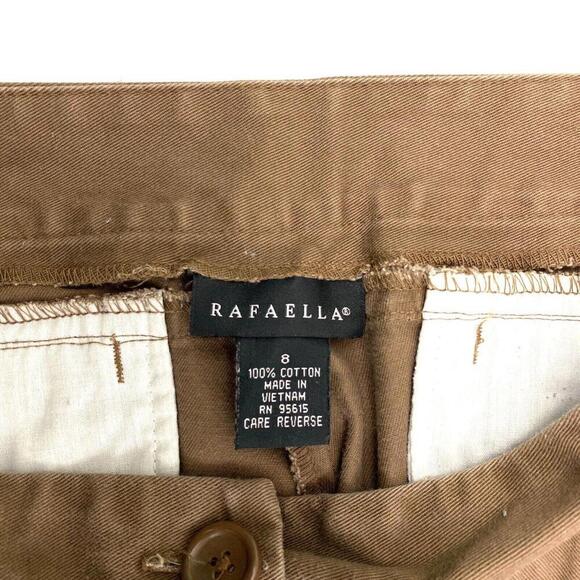 RAFAELLA®
8
100% COTTON
MADE IN
VIETNAM
RN 95615
CARE REVERSE